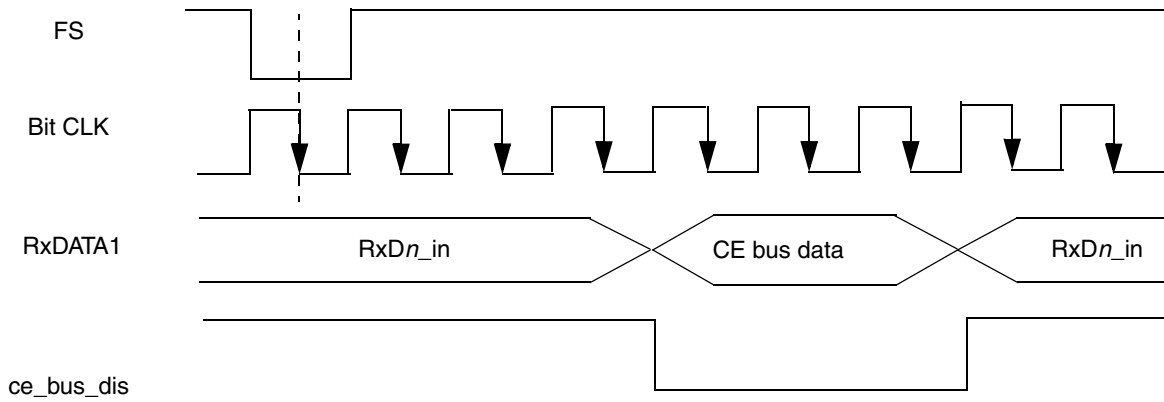 FS
Bit CLK
RxDATA1
RxDn_in
CE bus data
RxDn_in
ce_bus_dis